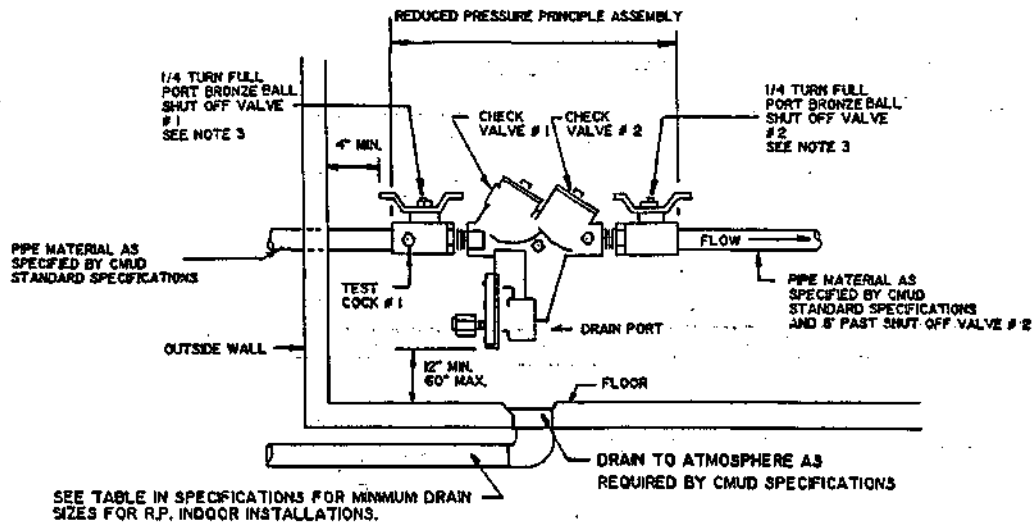 REDUCED PRESSURE PRINCIPLE ASSEMBLY
1/4 TURN FULL
PORT BRONZE BALL
SHUT OFF VALVE
# 1
SEE NOTE 3
4" MIN.
CHECK
VALVE # 1
CHECK
VALVE # 2
1/4 TURN FULL
PORT BRONZE BALL
SHUT OFF VALVE
# 2
SEE NOTE 3
FLOW
PIPE MATERIAL AS
SPECIFIED BY CMUD
STANDARD SPECIFICATIONS
TEST
COCK # 1
PIPE MATERIAL AS
SPECIFIED BY CMUD
STANDARD SPECIFICATIONS
AND PAST SHUT OFF VALVE # 2
DRAIN PORT
OUTSIDE WALL
12" MIN.
60" MAX.
FLOOR
DRAIN TO ATMOSPHERE AS
REQUIRED BY CMUD SPECIFICATIONS
SEE TABLE IN SPECIFICATIONS FOR MINIMUM DRAIN
SIZES FOR R.P. INDOOR INSTALLATIONS.